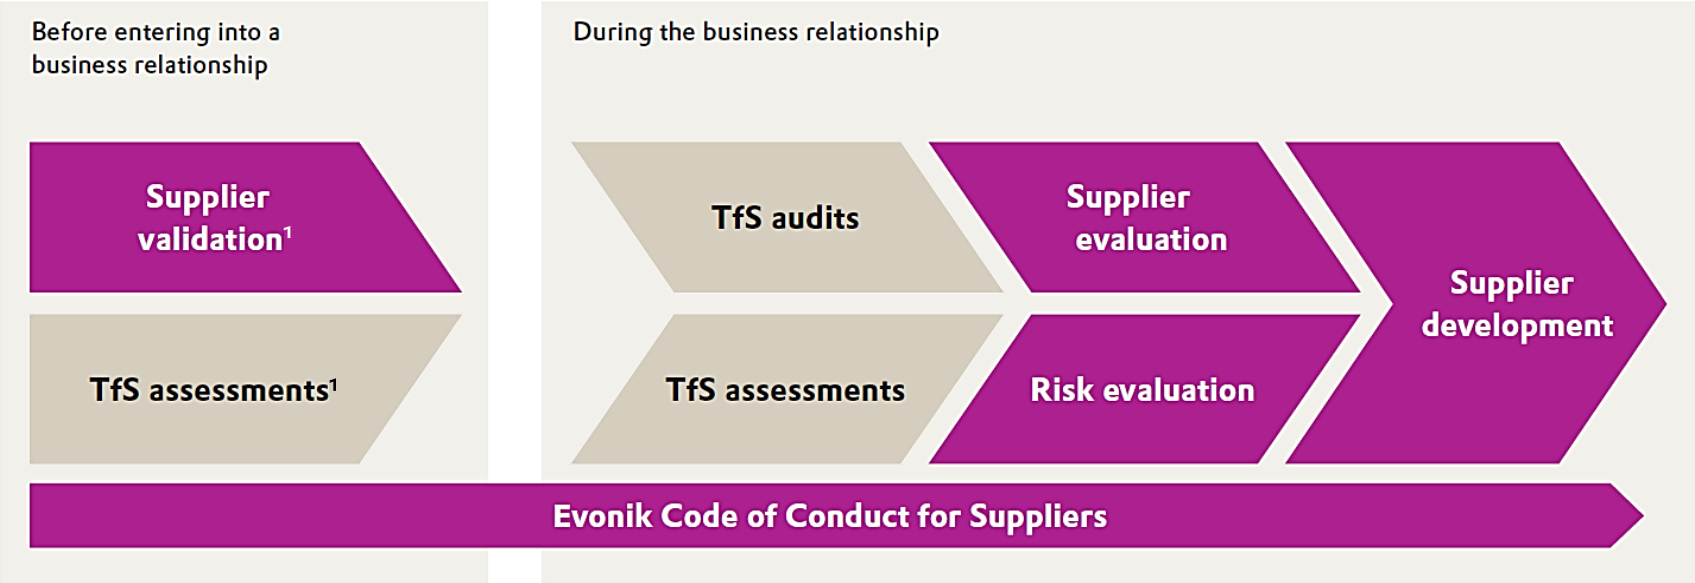 Before entering into a
business relationship
During the business relationship
Supplier
validation¹
TfS assessments¹
TfS audits
Supplier
evaluation
TfS assessments
Risk evaluation
Supplier
development
Evonik Code of Conduct for Suppliers